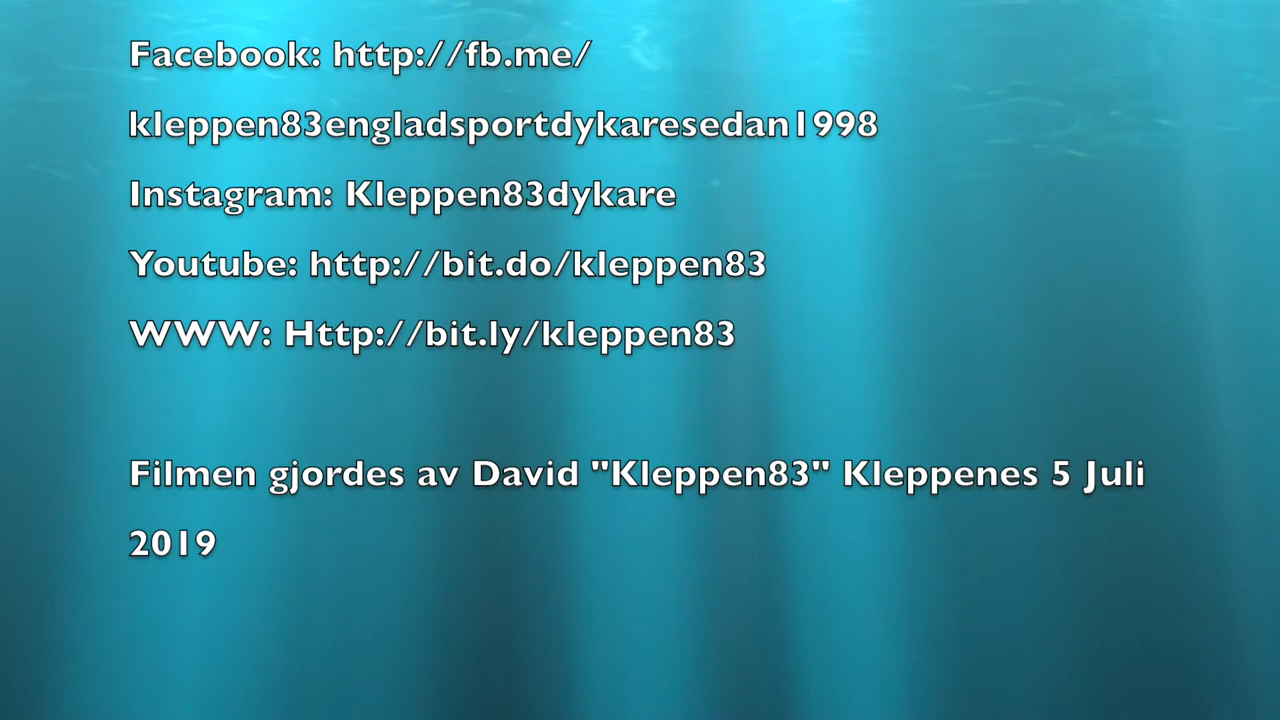 Facebook: http://fb.me/
kleppen83engladsportdykaresedan1998
Instagram: Kleppen83dykare
Youtube: http://bit.do/kleppen83
WWW: Http://bit.ly/kleppen83
Filmen gjordes av David "Kleppen83" Kleppenes 5 Juli
2019